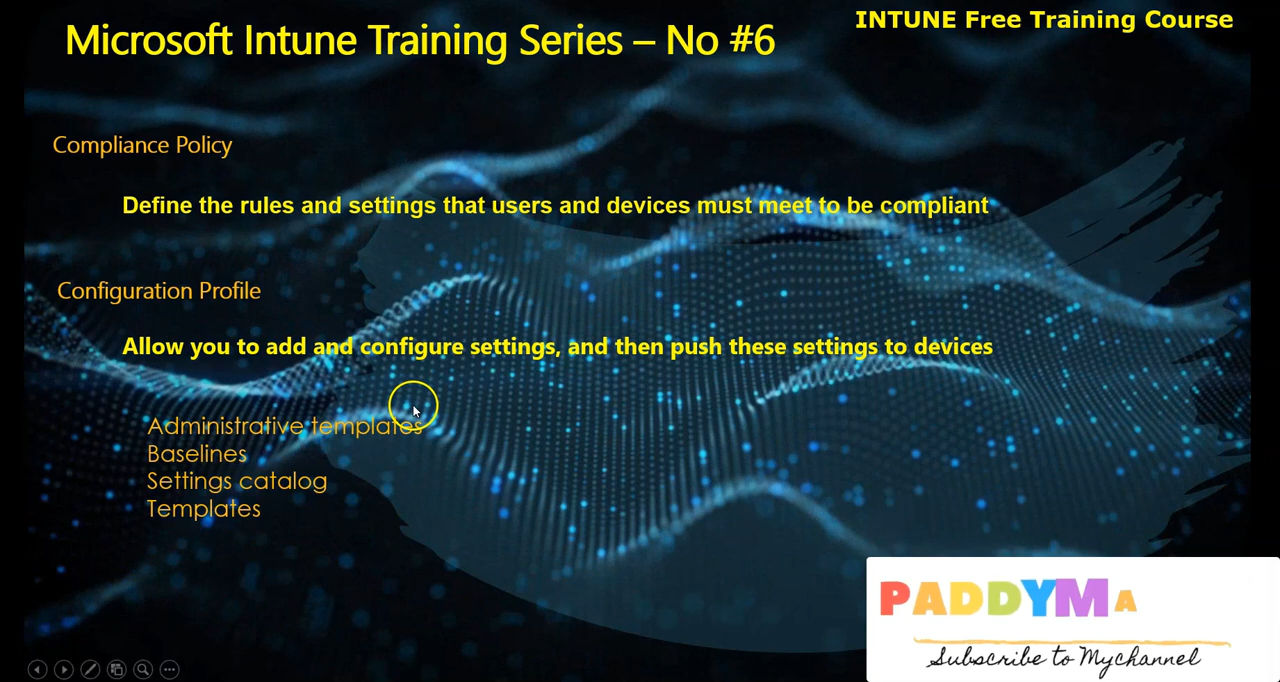 Microsoft Intune Training Series – No #6
INTUNE Free Training Course
Compliance Policy
Define the rules and settings that users and devices must meet to be compliant
Configuration Profile
Allow you to add and configure settings, and then push these settings to devices
Administrative templates
Baselines
Settings catalog
Templates
PADDYMA
Subscribe to Mychannel